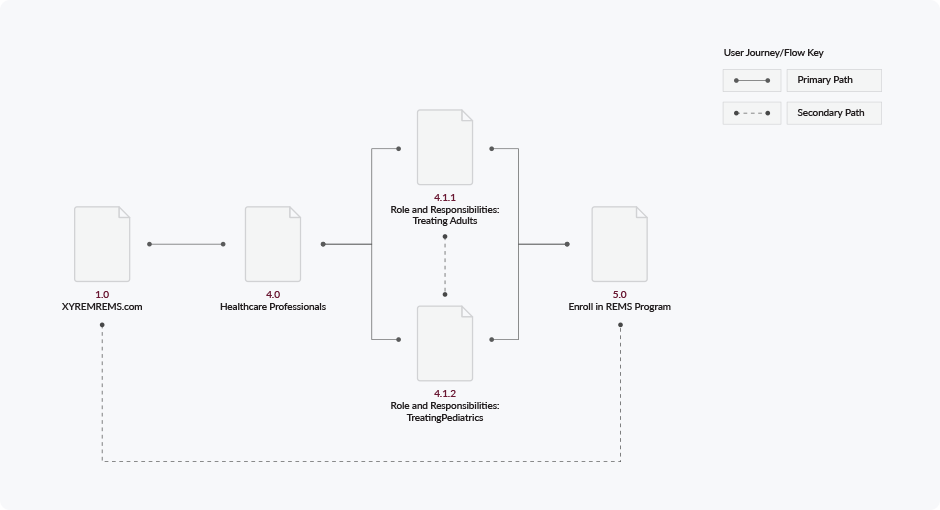 User Journey/Flow Key
Primary Path
Secondary Path
4.1.1
Role and Responsibilities:
Treating Adults
1.0
XYREMREMS.com
4.0
Healthcare Professionals
5.0
Enroll in REMS Program
4.1.2
Role and Responsibilities:
TreatingPediatrics